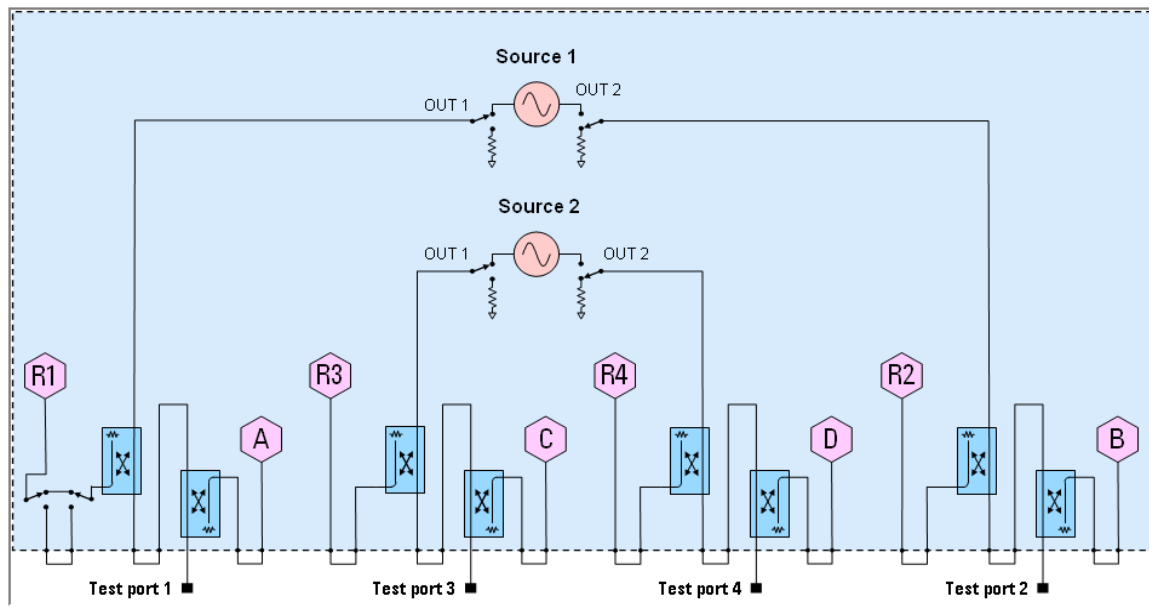 Source 1
OUT 1
OUT 2
Source 2
OUT 1
OUT 2
R1
R3
R4
R2
A
C
D
B
Test port 1
Test port 3
Test port 4
Test port 2